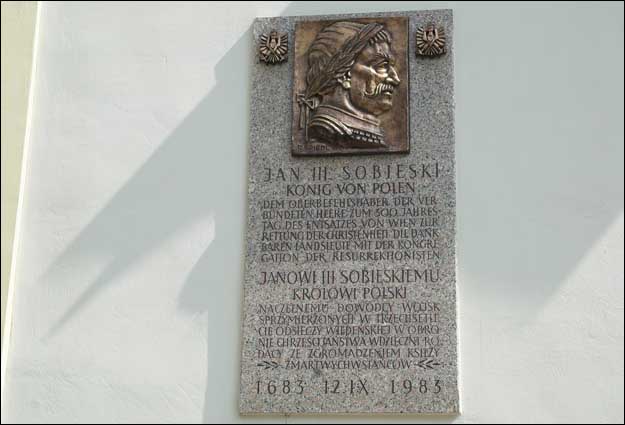 JAN III SOBIESKI
KÖNIG VON POLEN
DEM OBERBEFEHLSHABER DER VER
BÜNDETEN HEERE ZUM 300 JAHRES-
TAG DES ENTSATZES VON WIEN ZUR
RETTUNG DER CHRISTENHEIT DIE DANK
BAREN LANDSLEUTE MIT DER KONGRE
GATION DER RESURREKTIONISTEN
JANOWI III SOBIESKIEMU
KRÓLOWI POLSKI
NACZELNEMU DOWÓDCY WOJSK
SPRZYMIERZONYCH W TRZECHSETLE
CIE ODSIECZY WIEDEŃSKIEJ W OBRO
NIE CHRZEŚCIJAŃSTWA WDZIĘCZNI RO
DACY ZE ZGROMADZENIEM KSIĘŻY
ZMARTWYCHWSTAŃCÓW
1683 12.IX. 1983